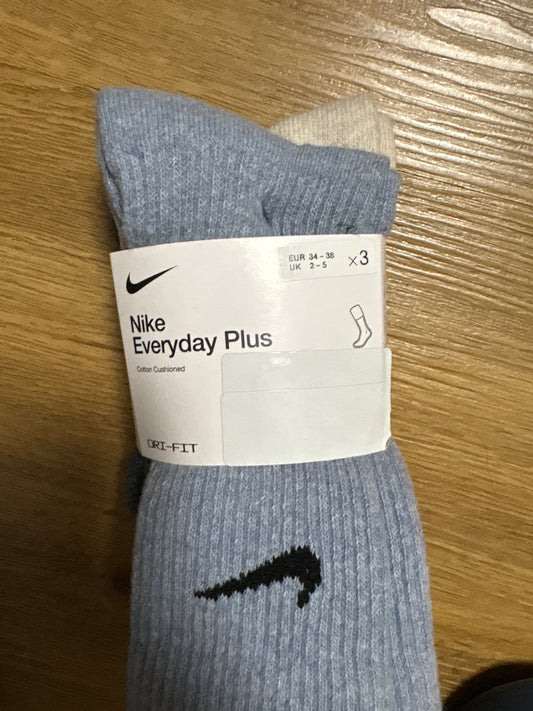 EUR 34-38
UK 2-5
x3
Nike
Everyday Plus
Cotton Cushioned
DRI-FIT